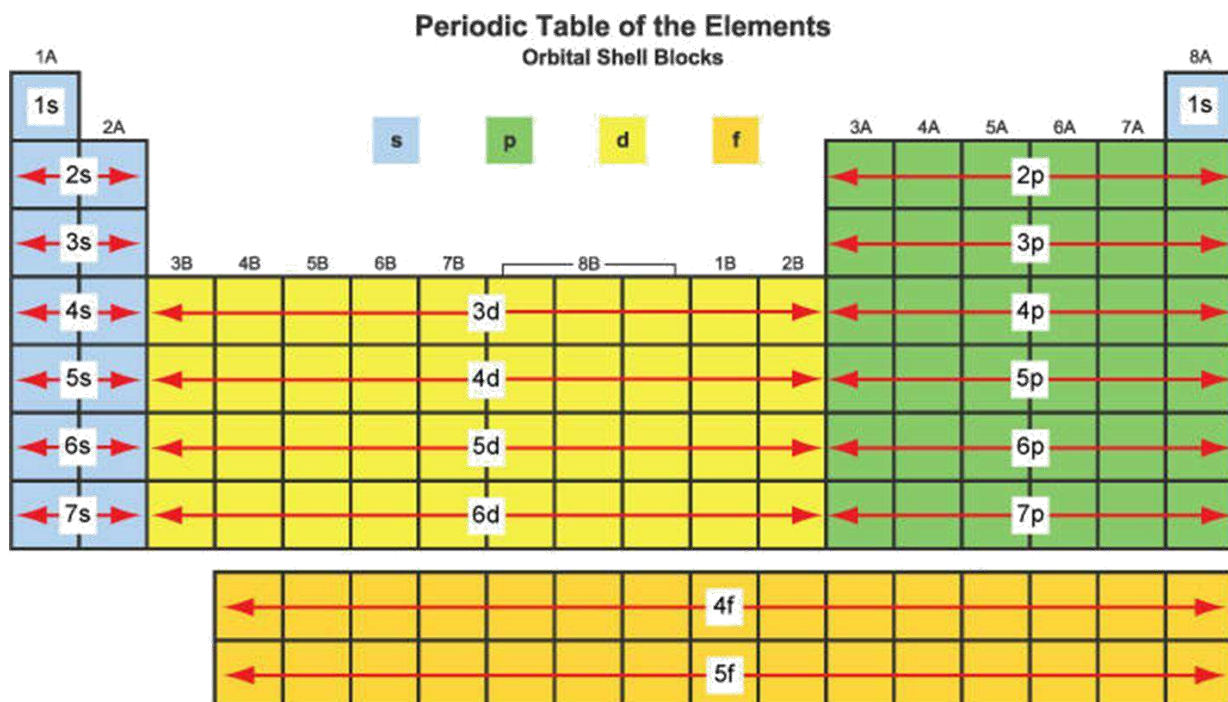 Periodic Table of the Elements
Orbital Shell Blocks
1A 8A
1s 1s
2A s p d f 3A 4A 5A 6A 7A
2s 2p
3s 3p
3B 4B 5B 6B 7B 8B 1B 2B
4s 3d 4p
5s 4d 5p
6s 5d 6p
7s 6d 7p
4f
5f